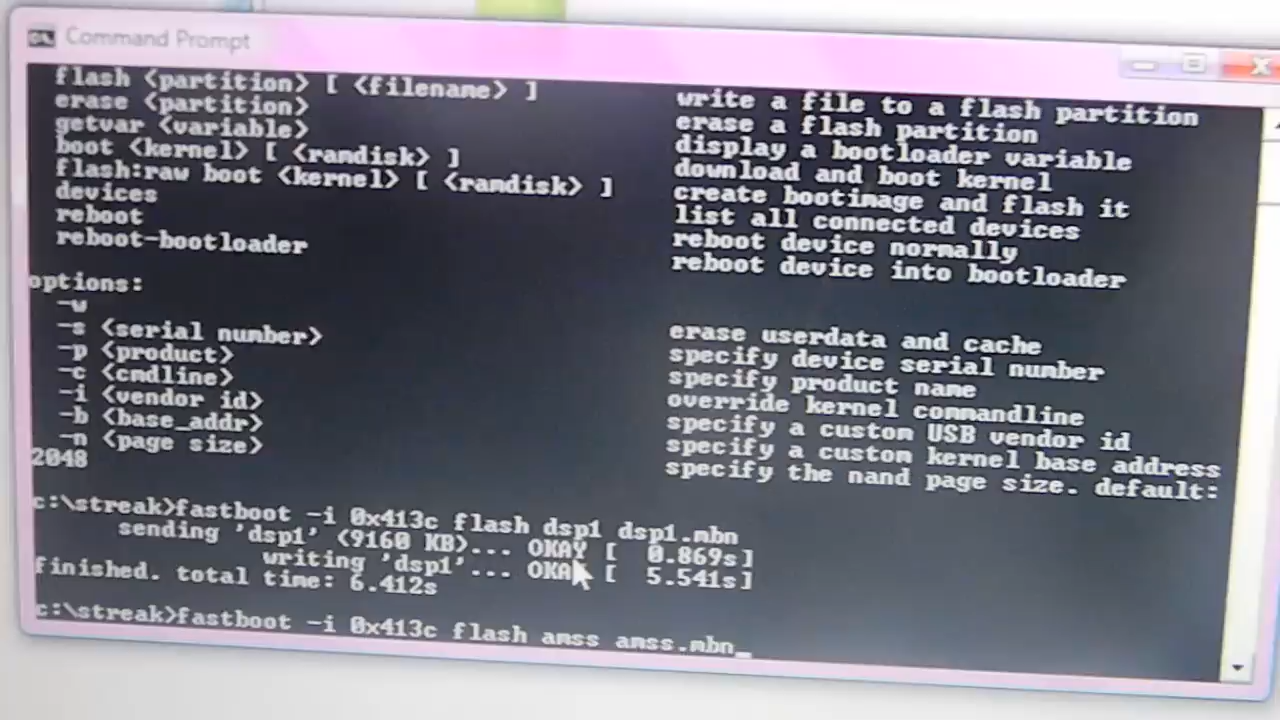 Command Prompt
flash <partition> [ <filename> ] write a file to a flash partition
erase <partition> erase a flash partition
getvar <variable> display a bootloader variable
boot <kernel> [ <ramdisk> ] download and boot kernel
flash:raw boot <kernel> [ <ramdisk> ] create bootimage and flash it
devices list all connected devices
reboot reboot device normally
reboot-bootloader reboot device into bootloader
options:
-w erase userdata and cache
-s <serial number> specify device serial number
-p <product> specify product name
-c <cmdline> override kernel commandline
-i <vendor id> specify a custom USB vendor id
-b <base_addr> specify a custom kernel base address
-n <page size> specify the nand page size. default:
2048
c:\streak>fastboot -i 0x413c flash dsp1 dsp1.mbn
sending 'dsp1' (9160 KB)... OKAY [ 0.869s]
writing 'dsp1'... OKAY [ 5.541s]
finished. total time: 6.412s
c:\streak>fastboot -i 0x413c flash amss amss.mbn_